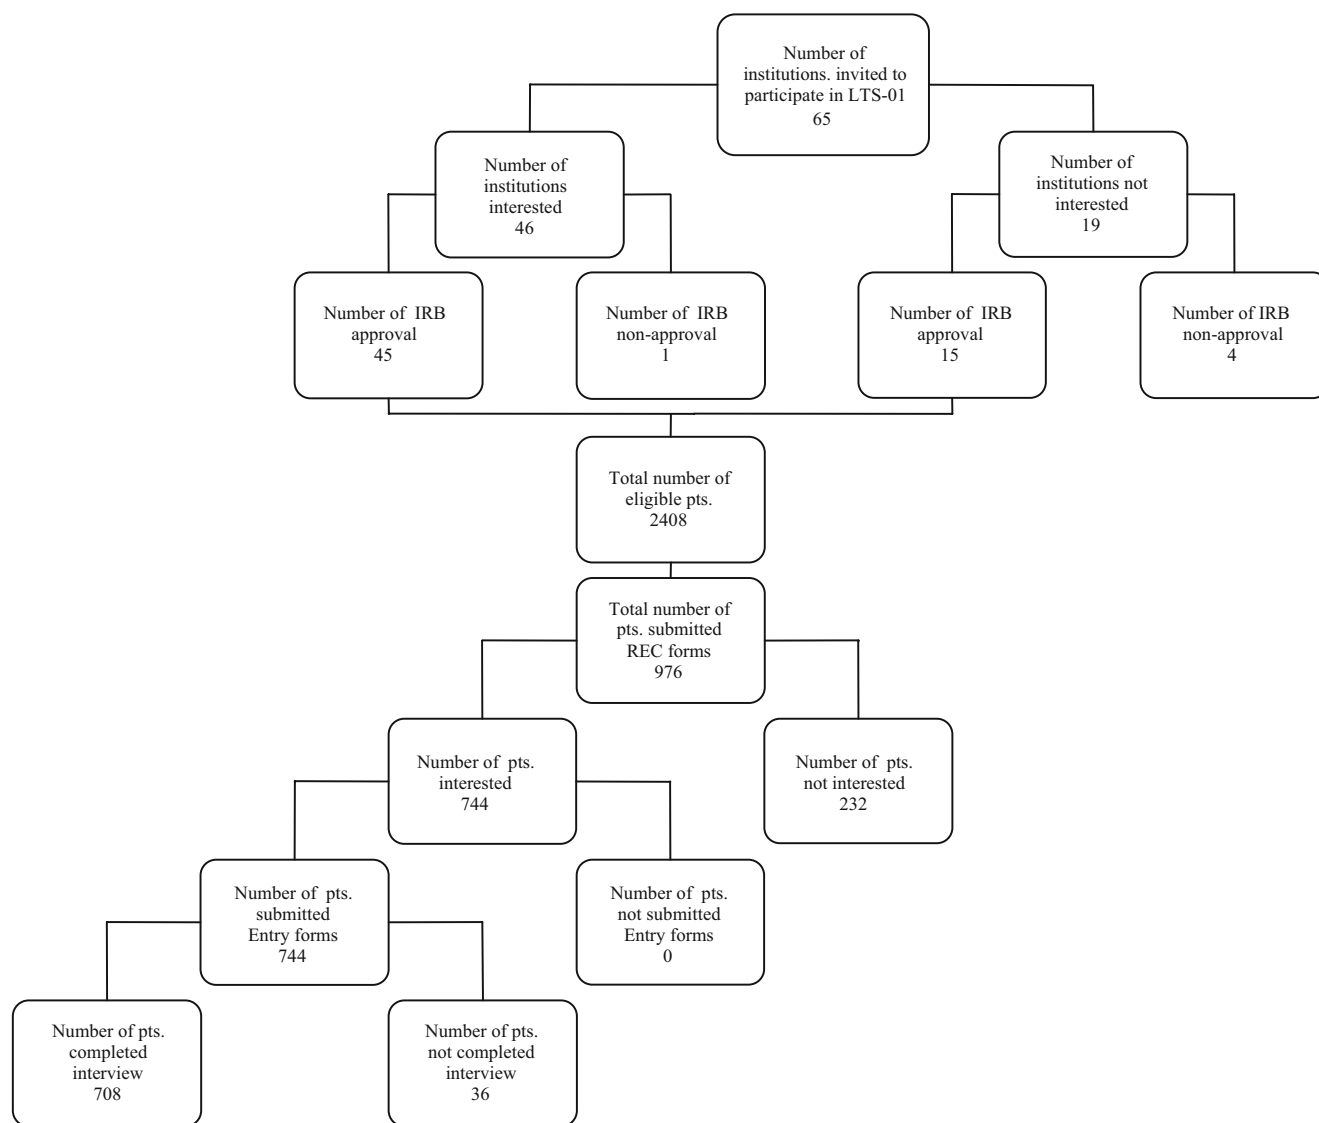 Number of
institutions. invited to
participate in LTS-01
65
Number of
institutions
interested
46
Number of
institutions not
interested
19
Number of IRB
approval
45
Number of IRB
non-approval
1
Number of IRB
approval
15
Number of IRB
non-approval
4
Total number of
eligible pts.
2408
Total number of
pts. submitted
REC forms
976
Number of pts.
interested
744
Number of pts.
not interested
232
Number of pts.
submitted
Entry forms
744
Number of pts.
not submitted
Entry forms
0
Number of pts.
completed
interview
708
Number of pts.
not completed
interview
36